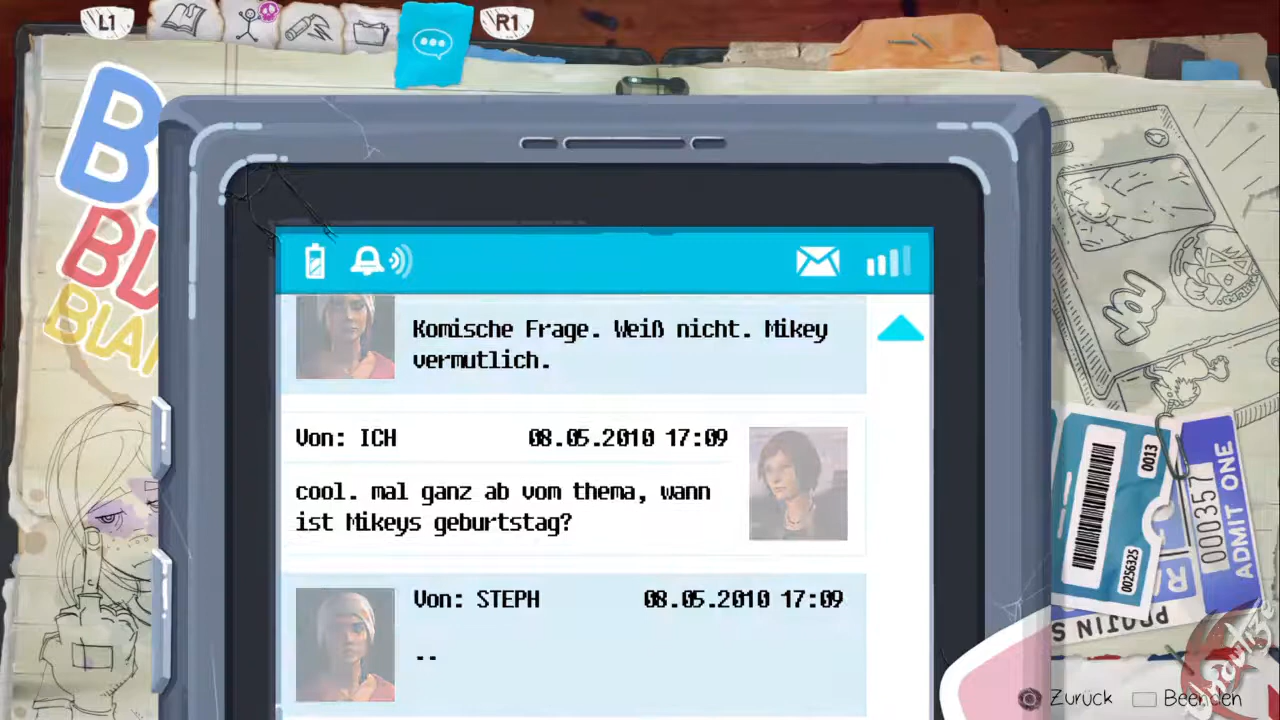 L1
R1
Komische Frage. Weiß nicht. Mikey
vermutlich.
Von: ICH 08.05.2010 17:09
cool. mal ganz ab vom thema, wann
ist Mikeys geburtstag?
Von: STEPH 08.05.2010 17:09
--
0013
00256325
000357
ADMIT ONE
Zurück
Beenden